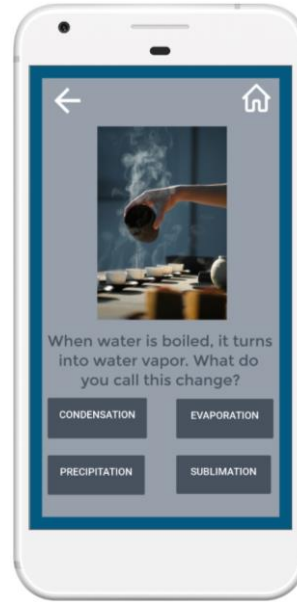 When water is boiled, it turns
into water vapor. What do
you call this change?
CONDENSATION
EVAPORATION
PRECIPITATION
SUBLIMATION